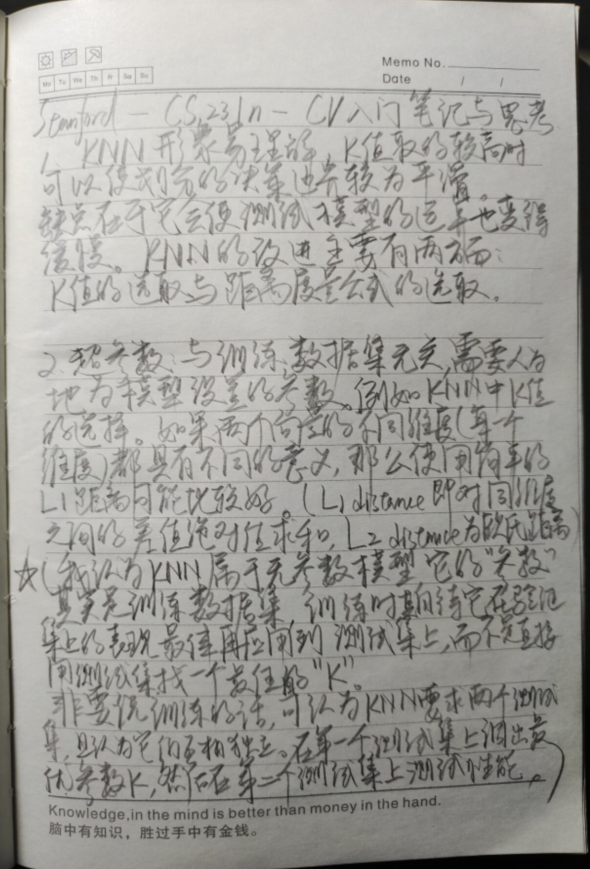 Mo Tu We Th Fr Sa Su
Memo No.
Date / /
Stanford — CS231n — CV入门笔记与思考
1. KNN 形象易理解，K值取的较高时
可以使划分的决策边界较为平滑。
缺点在于它会使测试模型的运算也变得
缓慢。KNN的改进主要有两方面：
K值的选取与距离度量公式的选取。
2. 超参数：与训练数据集无关，需要人为
地为模型设置的参数。例如KNN中K值
的选择。如果两个向量的不同维度(每一个
维度)都具有不同的意义，那么使用简单的
L1距离可能比较好。(L1 distance即对同维度
之间的差值绝对值求和，L2 distance为欧氏距离)
☆(我认为KNN属于无参数模型 它的"参数"
其实是训练数据集 训练时期待它在验证
集上的表现最佳再应用到测试集上，而不是直接
用测试集找一个最佳的"K"。
非要说训练的话，可认为KNN要求两个测试
集，且认为它们互相独立。在第一个测试集上调出最
优参数K，然后在第二个测试集上测试性能。)
Knowledge,in the mind is better than money in the hand.
脑中有知识，胜过手中有金钱。